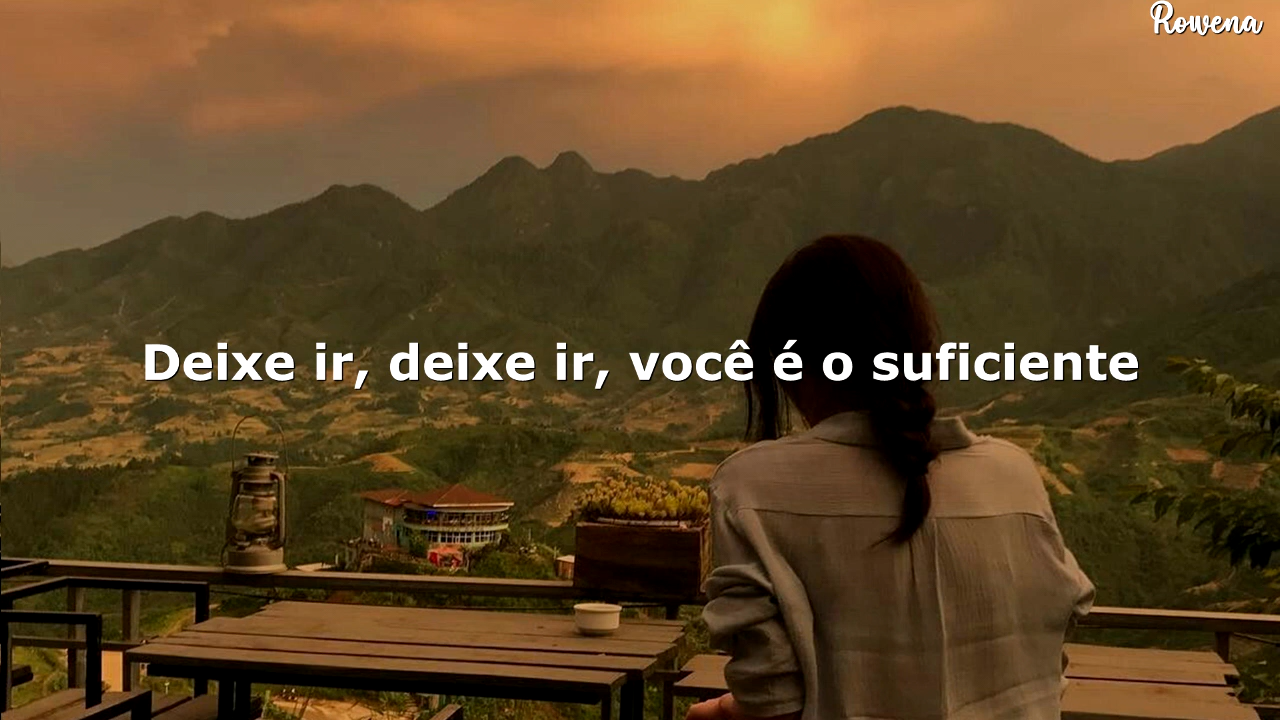 Rowena
Deixe ir, deixe ir, você é o suficiente